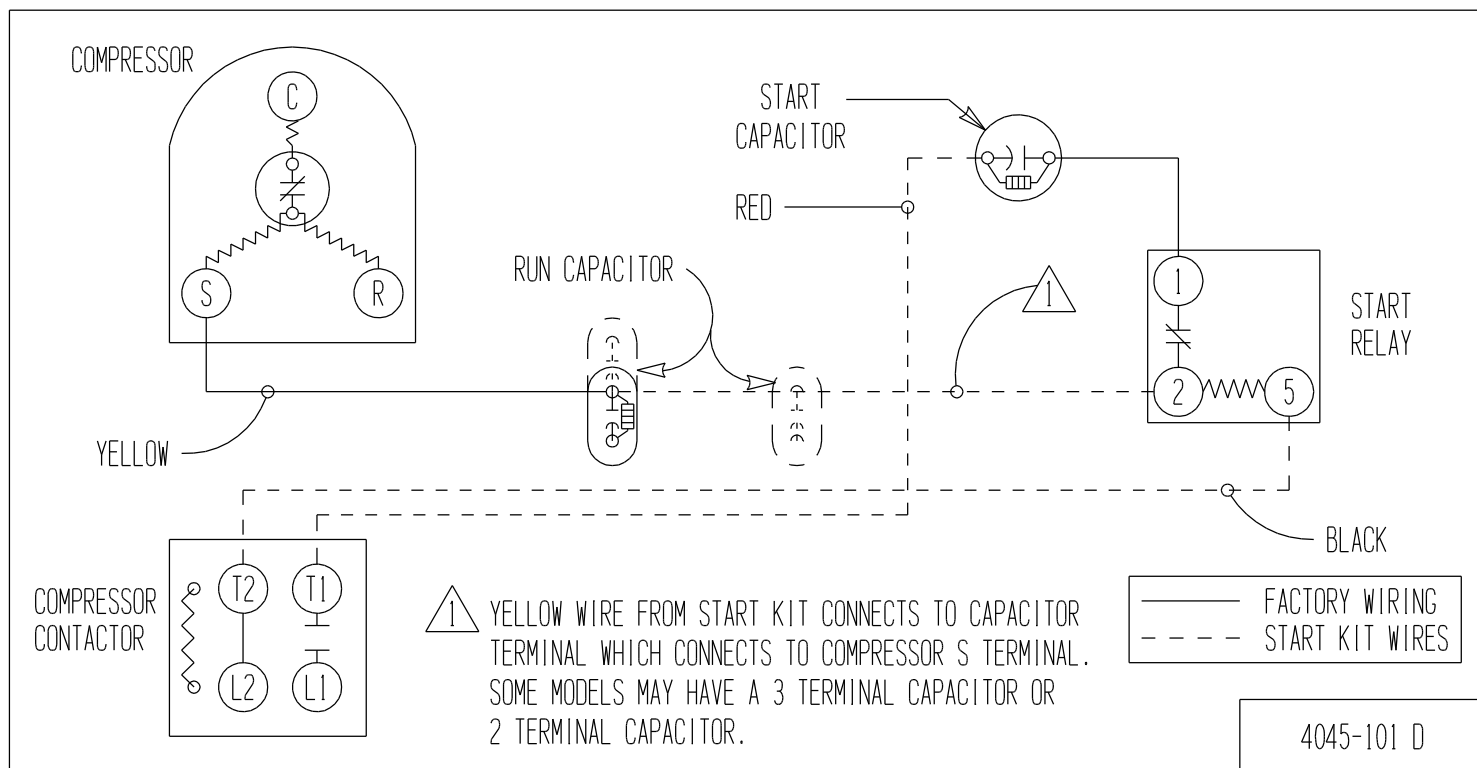 COMPRESSOR
C
S
R
START
CAPACITOR
RED
RUN CAPACITOR
1
1
2
5
START
RELAY
YELLOW
BLACK
COMPRESSOR
CONTACTOR
T2
T1
L2
L1
1
YELLOW WIRE FROM START KIT CONNECTS TO CAPACITOR
TERMINAL WHICH CONNECTS TO COMPRESSOR S TERMINAL.
SOME MODELS MAY HAVE A 3 TERMINAL CAPACITOR OR
2 TERMINAL CAPACITOR.
FACTORY WIRING
START KIT WIRES
4045-101 D